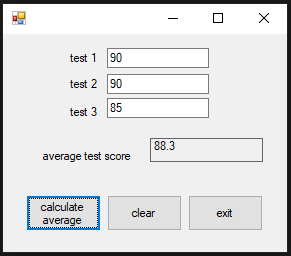 test 1 90
test 2 90
test 3 85
average test score 88.3
calculate
average
clear
exit